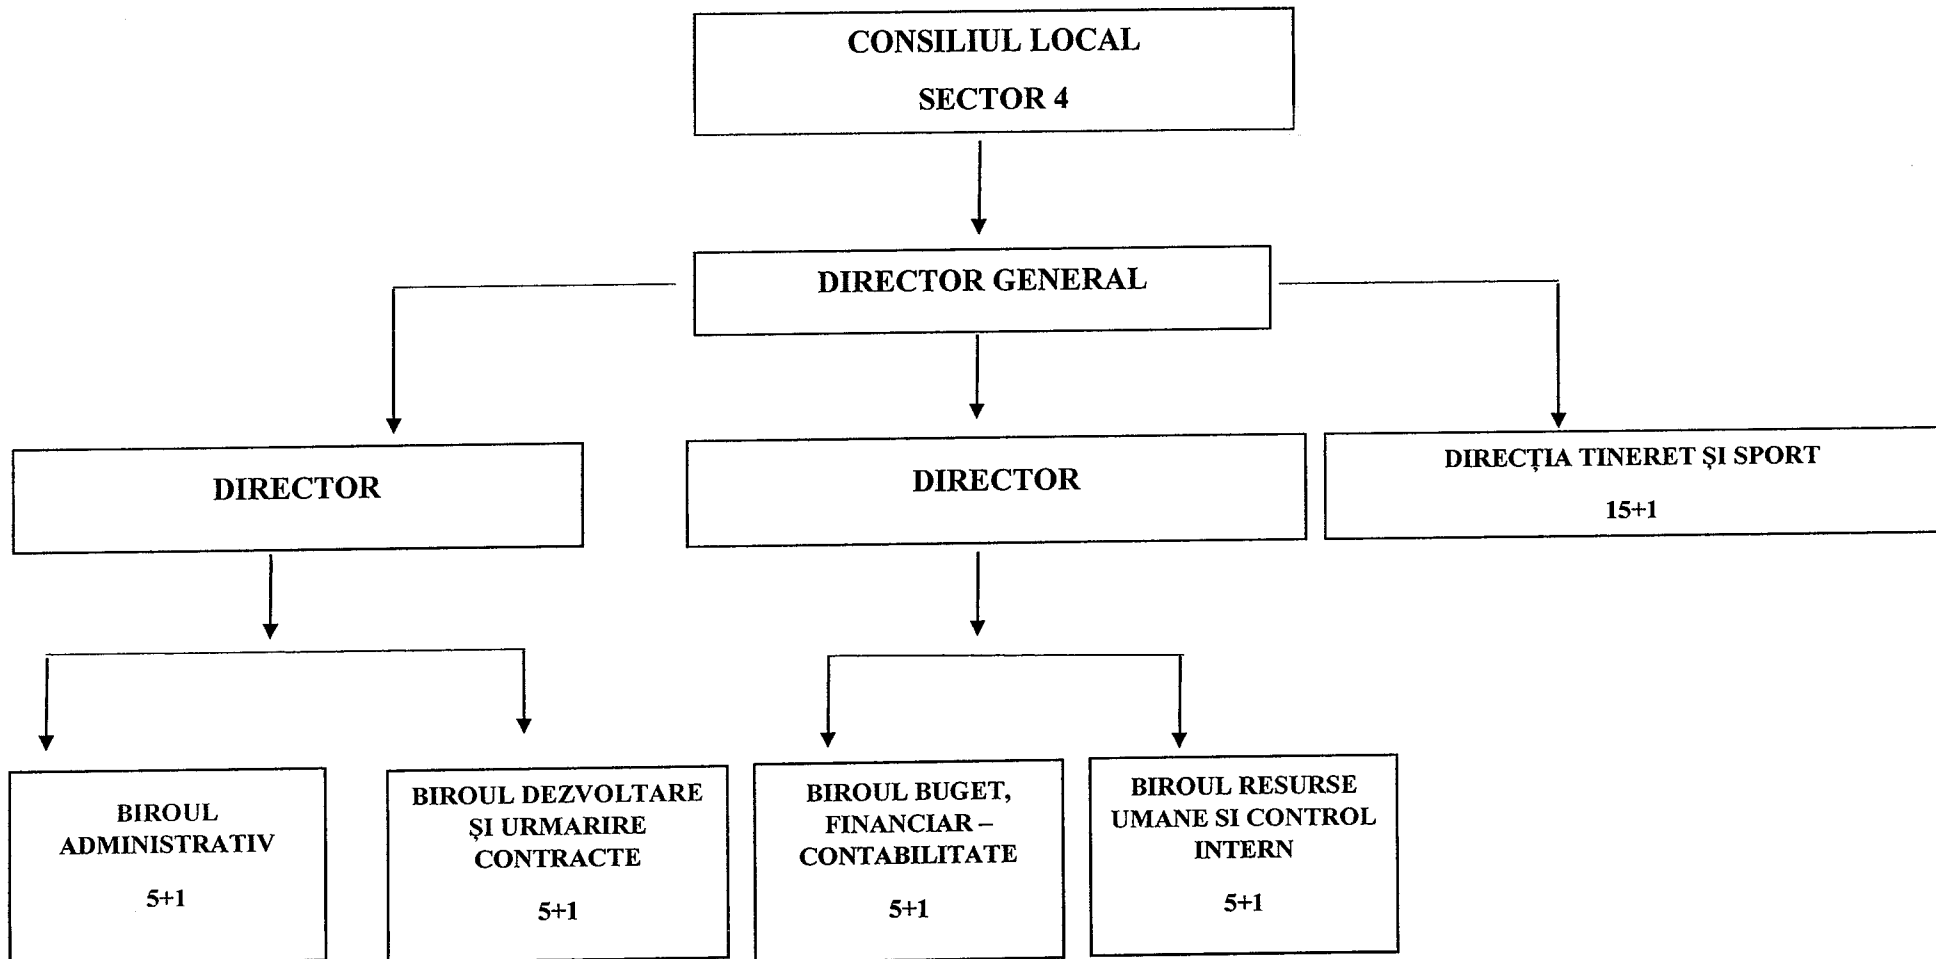 CONSILIUL LOCAL
SECTOR 4
DIRECTOR GENERAL
DIRECTOR
DIRECTOR
DIRECȚIA TINERET ȘI SPORT
15+1
BIROUL
ADMINISTRATIV
5+1
BIROUL DEZVOLTARE
ȘI URMARIRE
CONTRACTE
5+1
BIROUL BUGET,
FINANCIAR –
CONTABILITATE
5+1
BIROUL RESURSE
UMANE SI CONTROL
INTERN
5+1